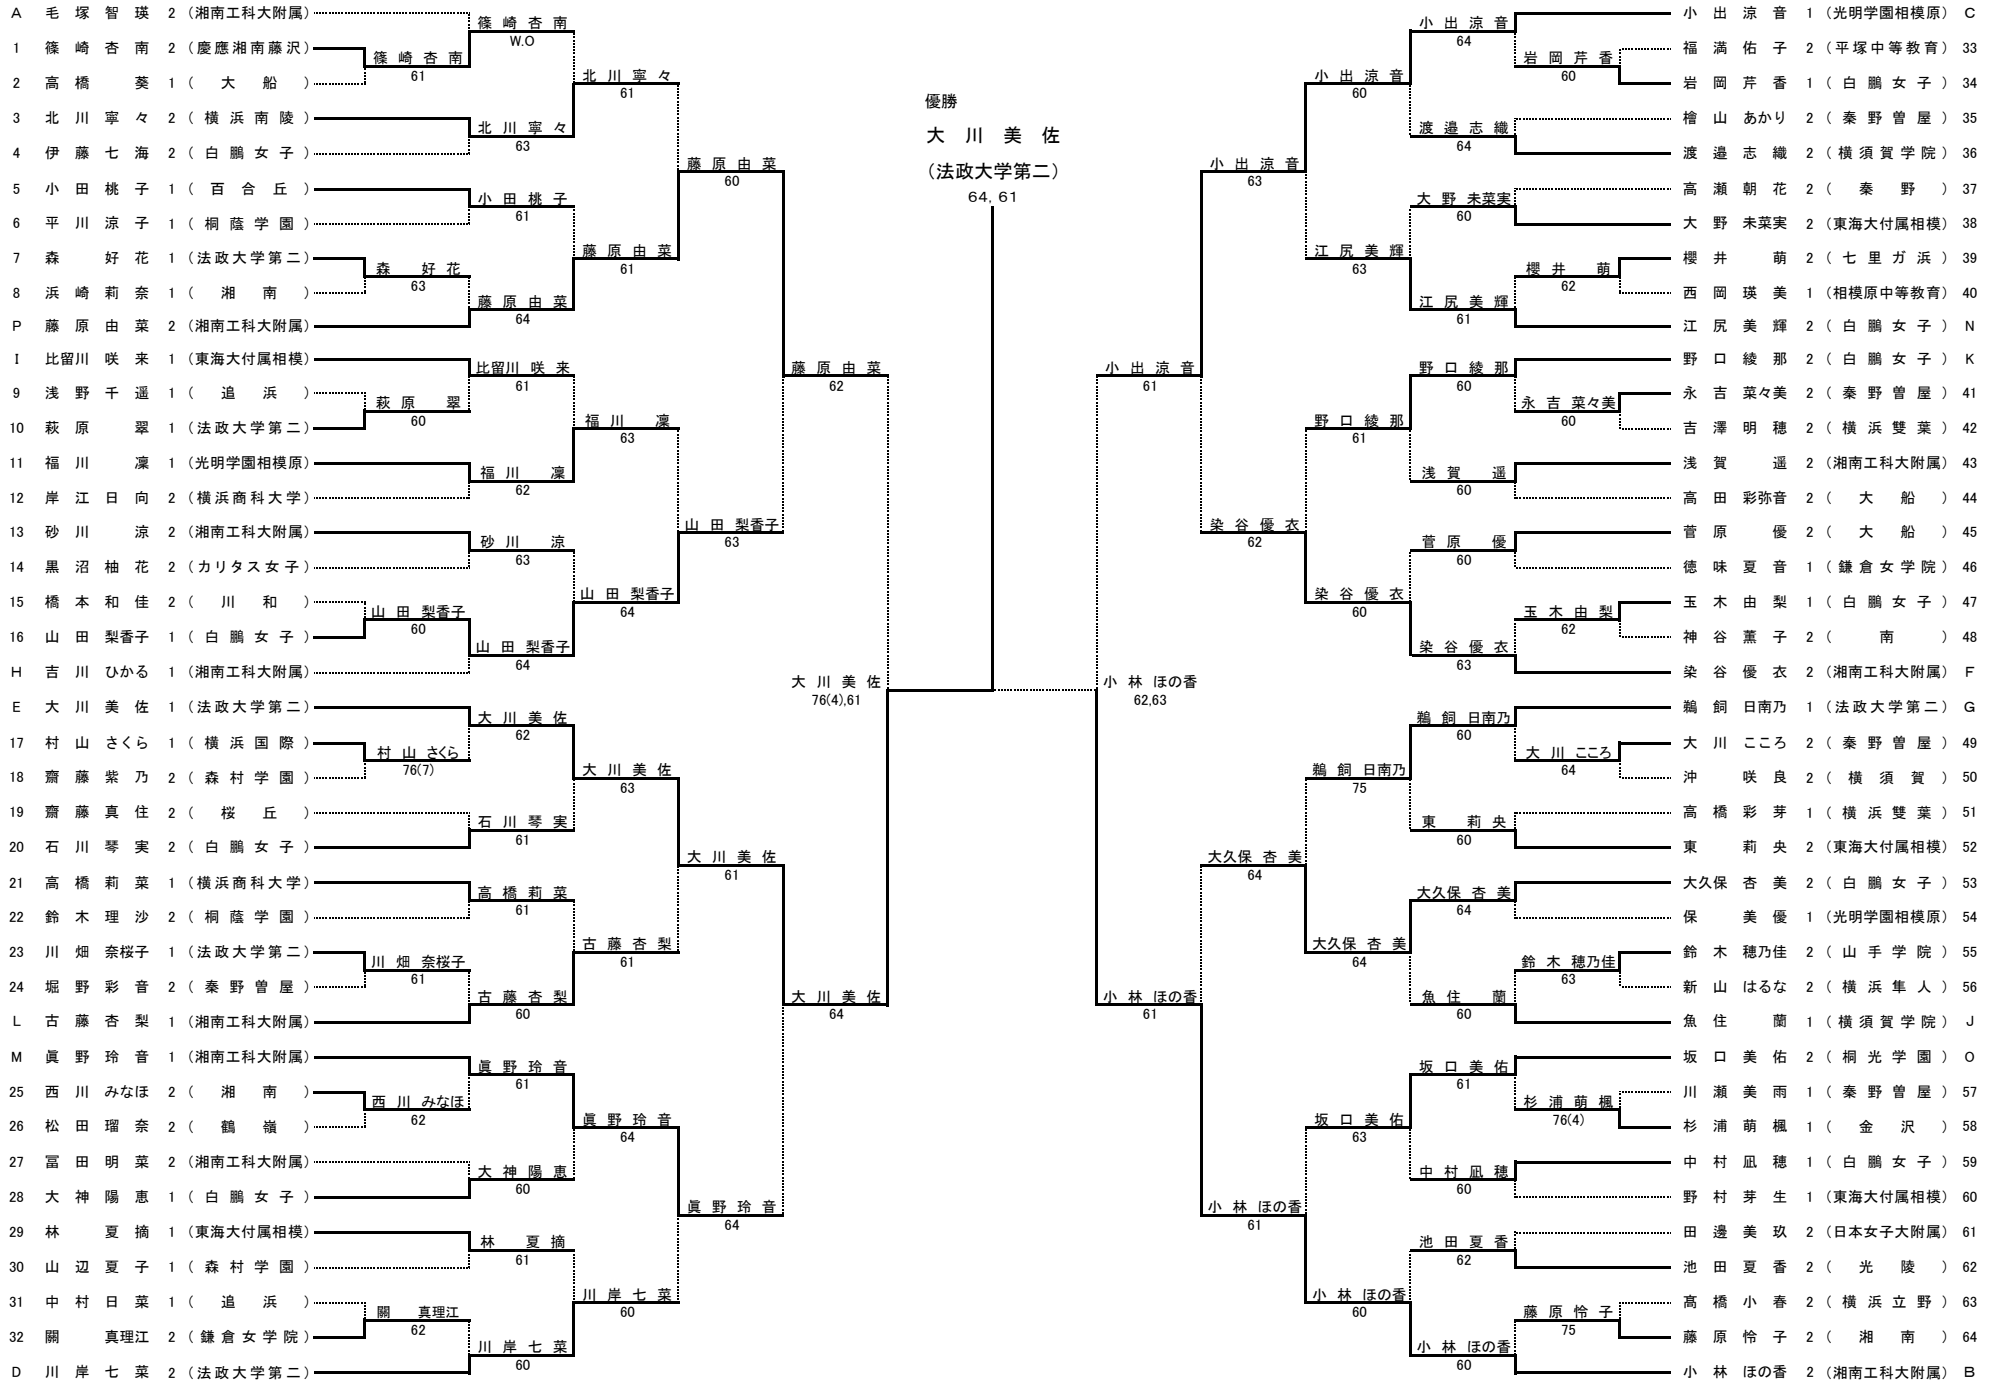 A 毛塚智瑛 2 (湘南工科大附属)
1 篠崎杏南 2 (慶應湘南藤沢)
2 高橋葵 1 (大船)
3 北川寧々 2 (横浜南陵)
4 伊藤七海 2 (白鵬女子)
5 小田桃子 1 (百合丘)
6 平川涼子 1 (桐蔭学園)
7 森好花 1 (法政大学第二)
8 浜崎莉奈 1 (湘南)
P 藤原由菜 2 (湘南工科大附属)
I 比留川咲来 1 (東海大付属相模)
9 浅野千遥 1 (追浜)
10 萩原翠 1 (法政大学第二)
11 福川凜 1 (光明学園相模原)
12 岸江日向 2 (横浜商科大学)
13 砂川涼 2 (湘南工科大附属)
14 黒沼柚花 2 (カリタス女子)
15 橋本和佳 2 (川和)
16 山田梨香子 1 (白鵬女子)
H 吉川ひかる 1 (湘南工科大附属)
E 大川美佐 1 (法政大学第二)
17 村山さくら 1 (横浜国際)
18 齋藤紫乃 2 (森村学園)
19 齋藤真住 2 (桜丘)
20 石川琴実 2 (白鵬女子)
21 高橋莉菜 1 (横浜商科大学)
22 鈴木理沙 2 (桐蔭学園)
23 川畑奈桜子 1 (法政大学第二)
24 堀野彩音 2 (秦野曽屋)
L 古藤杏梨 1 (湘南工科大附属)
M 眞野玲音 1 (湘南工科大附属)
25 西川みなほ 2 (湘南)
26 松田瑠奈 2 (鶴嶺)
27 冨田明菜 2 (湘南工科大附属)
28 大神陽恵 1 (白鵬女子)
29 林夏摘 1 (東海大付属相模)
30 山辺夏子 1 (森村学園)
31 中村日菜 1 (追浜)
32 關真理江 2 (鎌倉女学院)
D 川岸七菜 2 (法政大学第二)
篠崎杏南
61
森好花
63
萩原翠
60
山田梨香子
60
村山さくら
76(7)
川畑奈桜子
61
西川みなほ
62
關真理江
62
篠崎杏南
W.O
北川寧々
63
小田桃子
61
藤原由菜
64
比留川咲来
61
福川凜
62
砂川涼
63
山田梨香子
64
大川美佐
62
石川琴実
61
高橋莉菜
61
古藤杏梨
60
眞野玲音
61
大神陽恵
60
林夏摘
61
川岸七菜
60
北川寧々
61
藤原由菜
61
福川凜
63
山田梨香子
64
大川美佐
63
古藤杏梨
61
眞野玲音
64
川岸七菜
60
藤原由菜
60
山田梨香子
63
大川美佐
61
眞野玲音
64
藤原由菜
62
大川美佐
64
大川美佐
76(4),61
優勝
大川美佐
(法政大学第二)
64, 61
小林ほの香
62,63
小出涼音
61
小林ほの香
61
小出涼音
63
染谷優衣
62
大久保杏美
64
小林ほの香
61
小出涼音
60
江尻美輝
63
野口綾那
61
染谷優衣
60
鵜飼日南乃
75
大久保杏美
64
坂口美佑
63
小林ほの香
60
小出涼音
64
渡邉志織
64
大野未菜実
60
江尻美輝
61
野口綾那
60
浅賀遥
60
菅原優
60
染谷優衣
63
鵜飼日南乃
60
東莉央
60
大久保杏美
64
魚住蘭
60
坂口美佑
61
中村凪穂
60
池田夏香
62
小林ほの香
60
岩岡芹香
60
櫻井萌
62
永吉菜々美
60
玉木由梨
62
大川こころ
64
鈴木穂乃佳
63
杉浦萌楓
76(4)
藤原怜子
75
小出涼音 1 (光明学園相模原) C
福満佑子 2 (平塚中等教育) 33
岩岡芹香 1 (白鵬女子) 34
檜山あかり 2 (秦野曽屋) 35
渡邉志織 2 (横須賀学院) 36
高瀬朝花 2 (秦野) 37
大野未菜実 2 (東海大付属相模) 38
櫻井萌 2 (七里ガ浜) 39
西岡瑛美 1 (相模原中等教育) 40
江尻美輝 2 (白鵬女子) N
野口綾那 2 (白鵬女子) K
永吉菜々美 2 (秦野曽屋) 41
吉澤明穂 2 (横浜雙葉) 42
浅賀遥 2 (湘南工科大附属) 43
高田彩弥音 2 (大船) 44
菅原優 2 (大船) 45
徳味夏音 1 (鎌倉女学院) 46
玉木由梨 1 (白鵬女子) 47
神谷薫子 2 (南) 48
染谷優衣 2 (湘南工科大附属) F
鵜飼日南乃 1 (法政大学第二) G
大川こころ 2 (秦野曽屋) 49
沖咲良 2 (横須賀) 50
高橋彩芽 1 (横浜雙葉) 51
東莉央 2 (東海大付属相模) 52
大久保杏美 2 (白鵬女子) 53
保美優 1 (光明学園相模原) 54
鈴木穂乃佳 2 (山手学院) 55
新山はるな 2 (横浜隼人) 56
魚住蘭 1 (横須賀学院) J
坂口美佑 2 (桐光学園) O
川瀬美雨 1 (秦野曽屋) 57
杉浦萌楓 1 (金沢) 58
中村凪穂 1 (白鵬女子) 59
野村芽生 1 (東海大付属相模) 60
田邊美玖 2 (日本女子大附属) 61
池田夏香 2 (光陵) 62
髙橋小春 2 (横浜立野) 63
藤原怜子 2 (湘南) 64
小林ほの香 2 (湘南工科大附属) B